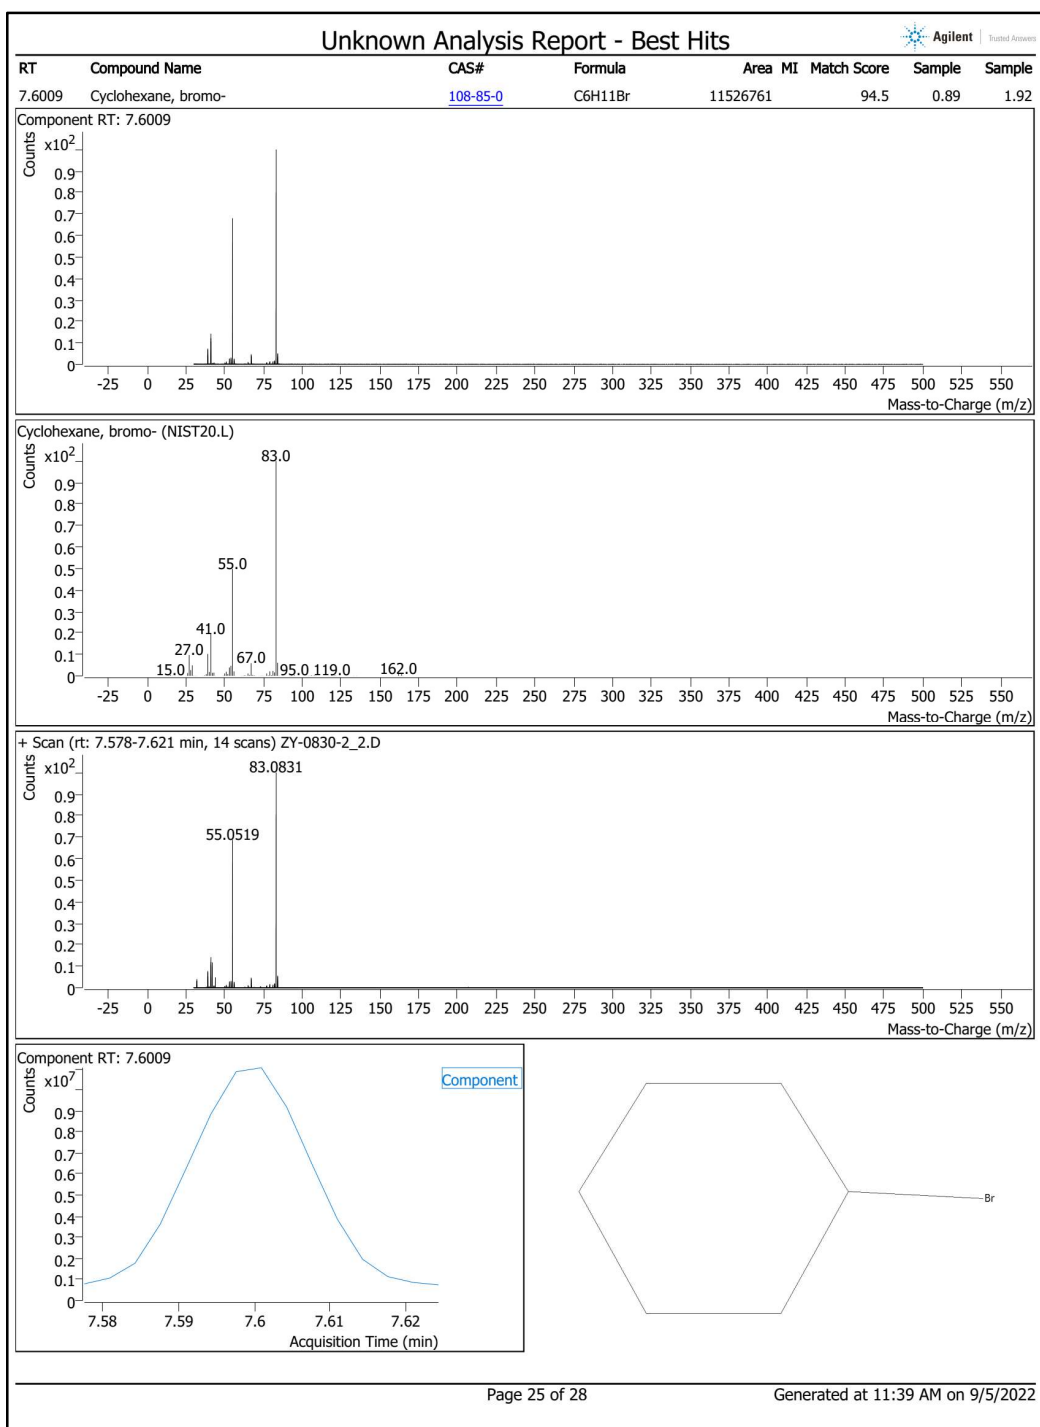 Unknown Analysis Report - Best Hits
Agilent | Trusted Answers
RT Compound Name CAS# Formula Area MI Match Score Sample Sample
7.6009 Cyclohexane, bromo- 108-85-0 C6H11Br 11526761 94.5 0.89 1.92
Component RT: 7.6009
Counts
x10²
0.9
0.8
0.7
0.6
0.5
0.4
0.3
0.2
0.1
0
-25 0 25 50 75 100 125 150 175 200 225 250 275 300 325 350 375 400 425 450 475 500 525 550
Mass-to-Charge (m/z)
Cyclohexane, bromo- (NIST20.L)
Counts
x10²
83.0
0.9
0.8
0.7
0.6
55.0
0.5
0.4
0.3
41.0
0.2
27.0
67.0
0.1
15.0 95.0 119.0 162.0
0
-25 0 25 50 75 100 125 150 175 200 225 250 275 300 325 350 375 400 425 450 475 500 525 550
Mass-to-Charge (m/z)
+ Scan (rt: 7.578-7.621 min, 14 scans) ZY-0830-2_2.D
Counts
x10²
83.0831
0.9
0.8
55.0519
0.7
0.6
0.5
0.4
0.3
0.2
0.1
0
-25 0 25 50 75 100 125 150 175 200 225 250 275 300 325 350 375 400 425 450 475 500 525 550
Mass-to-Charge (m/z)
Component RT: 7.6009
Counts
x10⁷
Component
0.9
0.8
0.7
0.6
0.5
0.4
0.3
0.2
0.1
0
7.58 7.59 7.6 7.61 7.62
Acquisition Time (min)
Br
Page 25 of 28 Generated at 11:39 AM on 9/5/2022